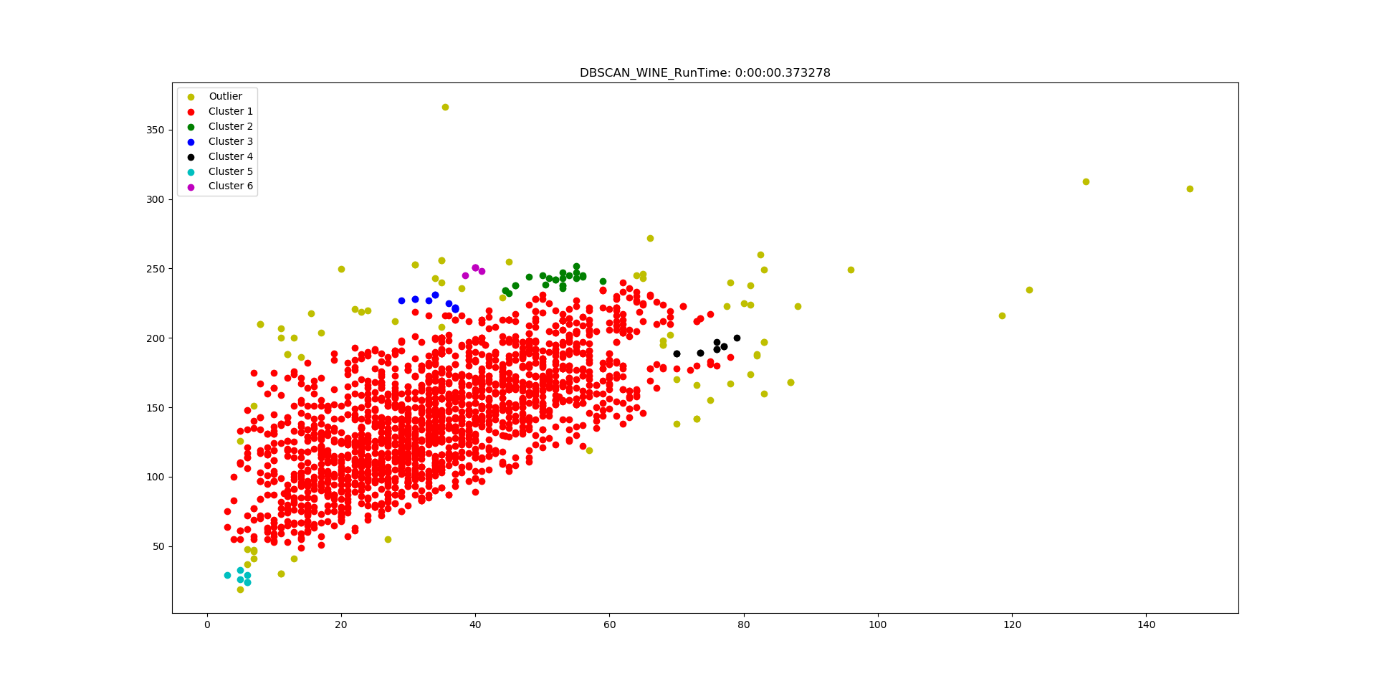 DBSCAN_WINE_RunTime: 0:00:00.373278
Outlier
Cluster 1
Cluster 2
Cluster 3
Cluster 4
Cluster 5
Cluster 6
350
300
250
200
150
100
50
0 20 40 60 80 100 120 140